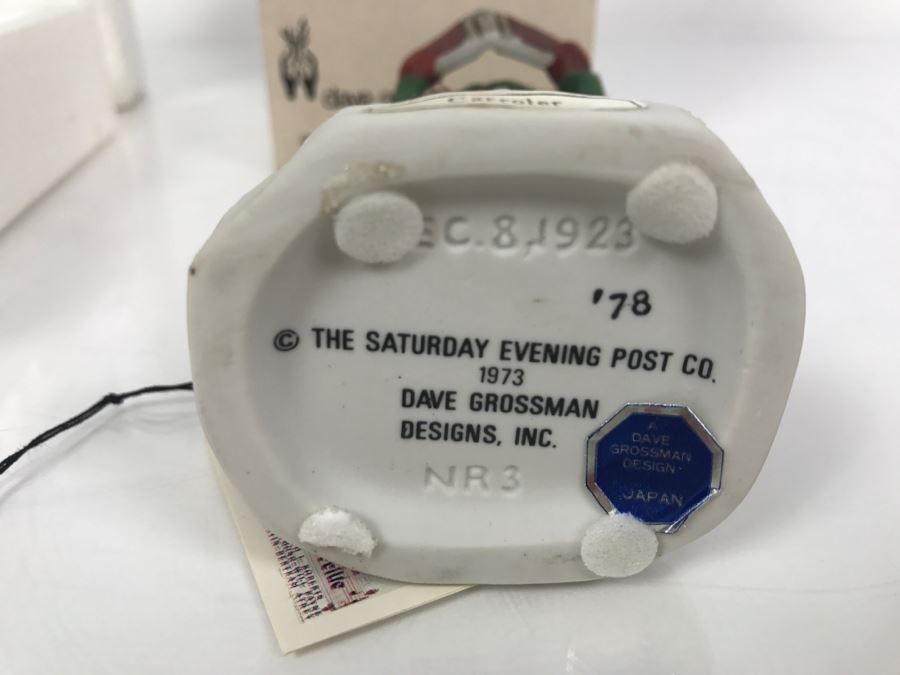 dave
Carroler
EC. 8, 1923
'78
© THE SATURDAY EVENING POST CO.
1973
DAVE GROSSMAN
DESIGNS, INC.
NR3
A
DAVE
GROSSMAN
DESIGN
JAPAN